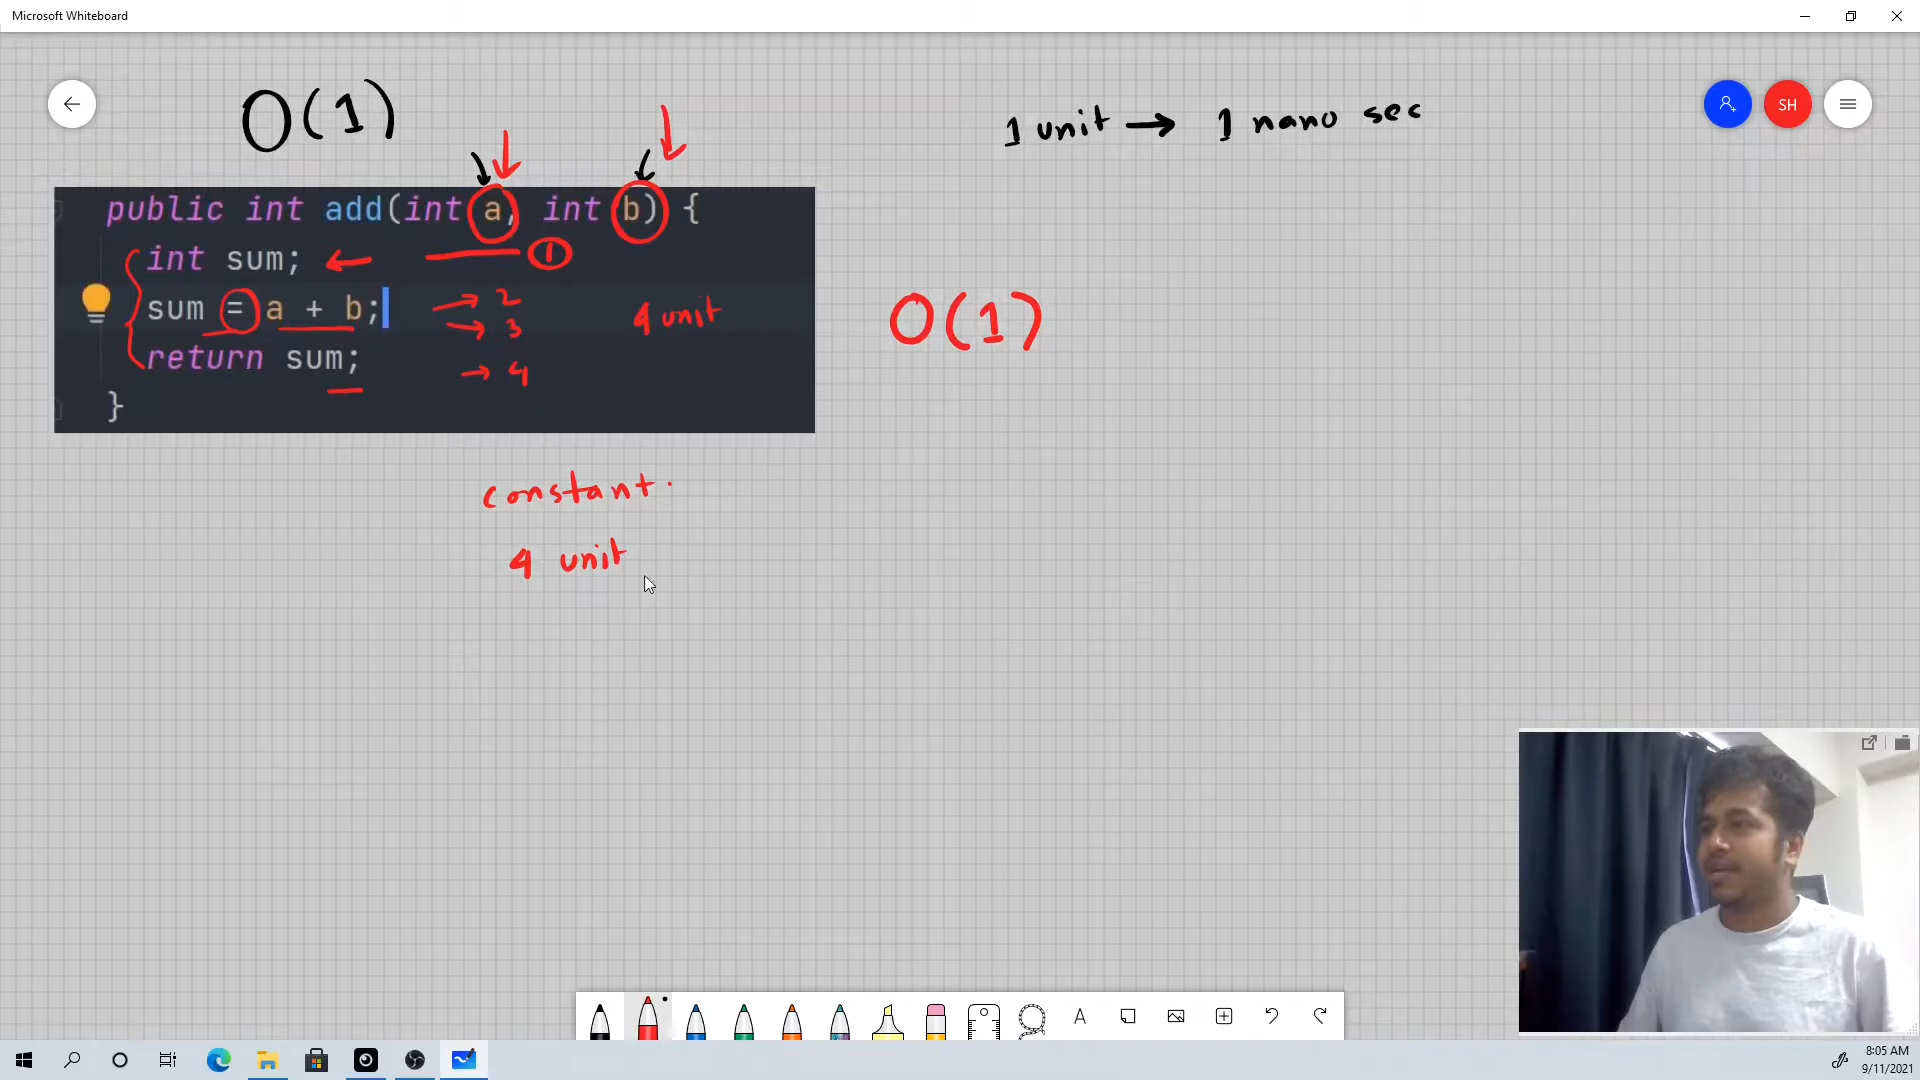 Microsoft Whiteboard
O(1)
1 unit → 1 nano sec
SH
public int add(int a, int b) {
int sum; ← ①
sum = a + b; → 2
→ 3
4 unit
return sum; → 4
}
O(1)
constant.
4 unit
A
8:05 AM
9/11/2021